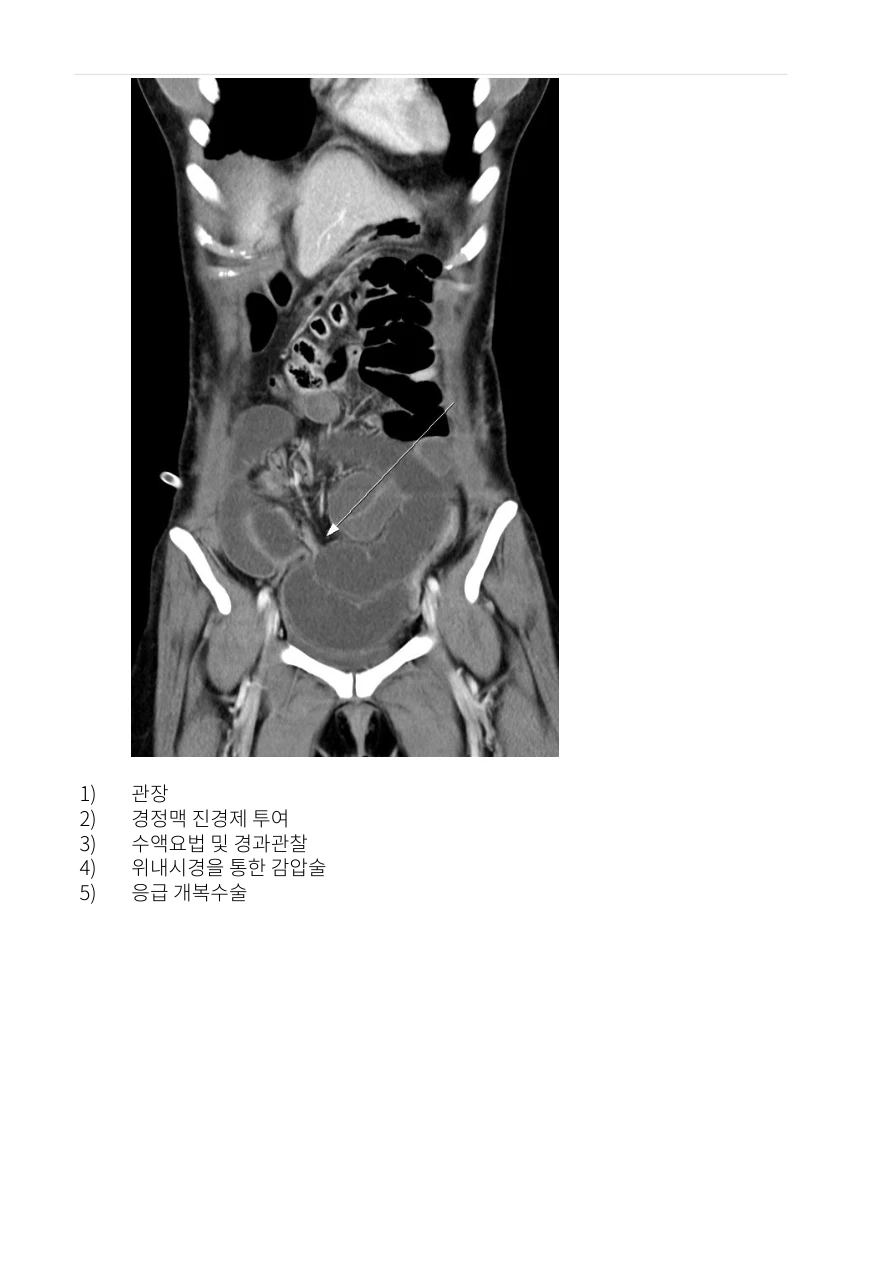 1) 관장
2) 경정맥 진경제 투여
3) 수액요법 및 경과관찰
4) 위내시경을 통한 감압술
5) 응급 개복수술